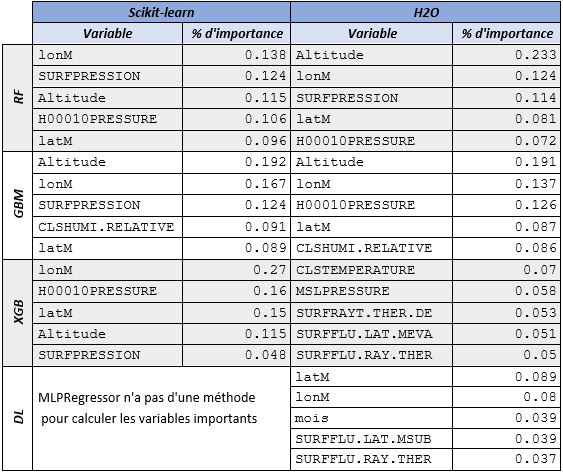 Scikit-learn H2O
Variable % d'importance Variable % d'importance
RF
lonM 0.138 Altitude 0.233
SURFPRESSION 0.124 lonM 0.124
Altitude 0.115 SURFPRESSION 0.114
H00010PRESSURE 0.106 latM 0.081
latM 0.096 H00010PRESSURE 0.072
GBM
Altitude 0.192 Altitude 0.191
lonM 0.167 lonM 0.137
SURFPRESSION 0.124 H00010PRESSURE 0.126
CLSHUMI.RELATIVE 0.091 latM 0.087
latM 0.089 CLSHUMI.RELATIVE 0.086
XGB
lonM 0.27 CLSTEMPERATURE 0.07
H00010PRESSURE 0.16 MSLPRESSURE 0.058
latM 0.15 SURFRAYT.THER.DE 0.053
Altitude 0.115 SURFFLU.LAT.MEVA 0.051
SURFPRESSION 0.048 SURFFLU.RAY.THER 0.05
DL
MLPRegressor n'a pas d'une méthode
pour calculer les variables importants
latM 0.089
lonM 0.08
mois 0.039
SURFFLU.LAT.MSUB 0.039
SURFFLU.RAY.THER 0.037